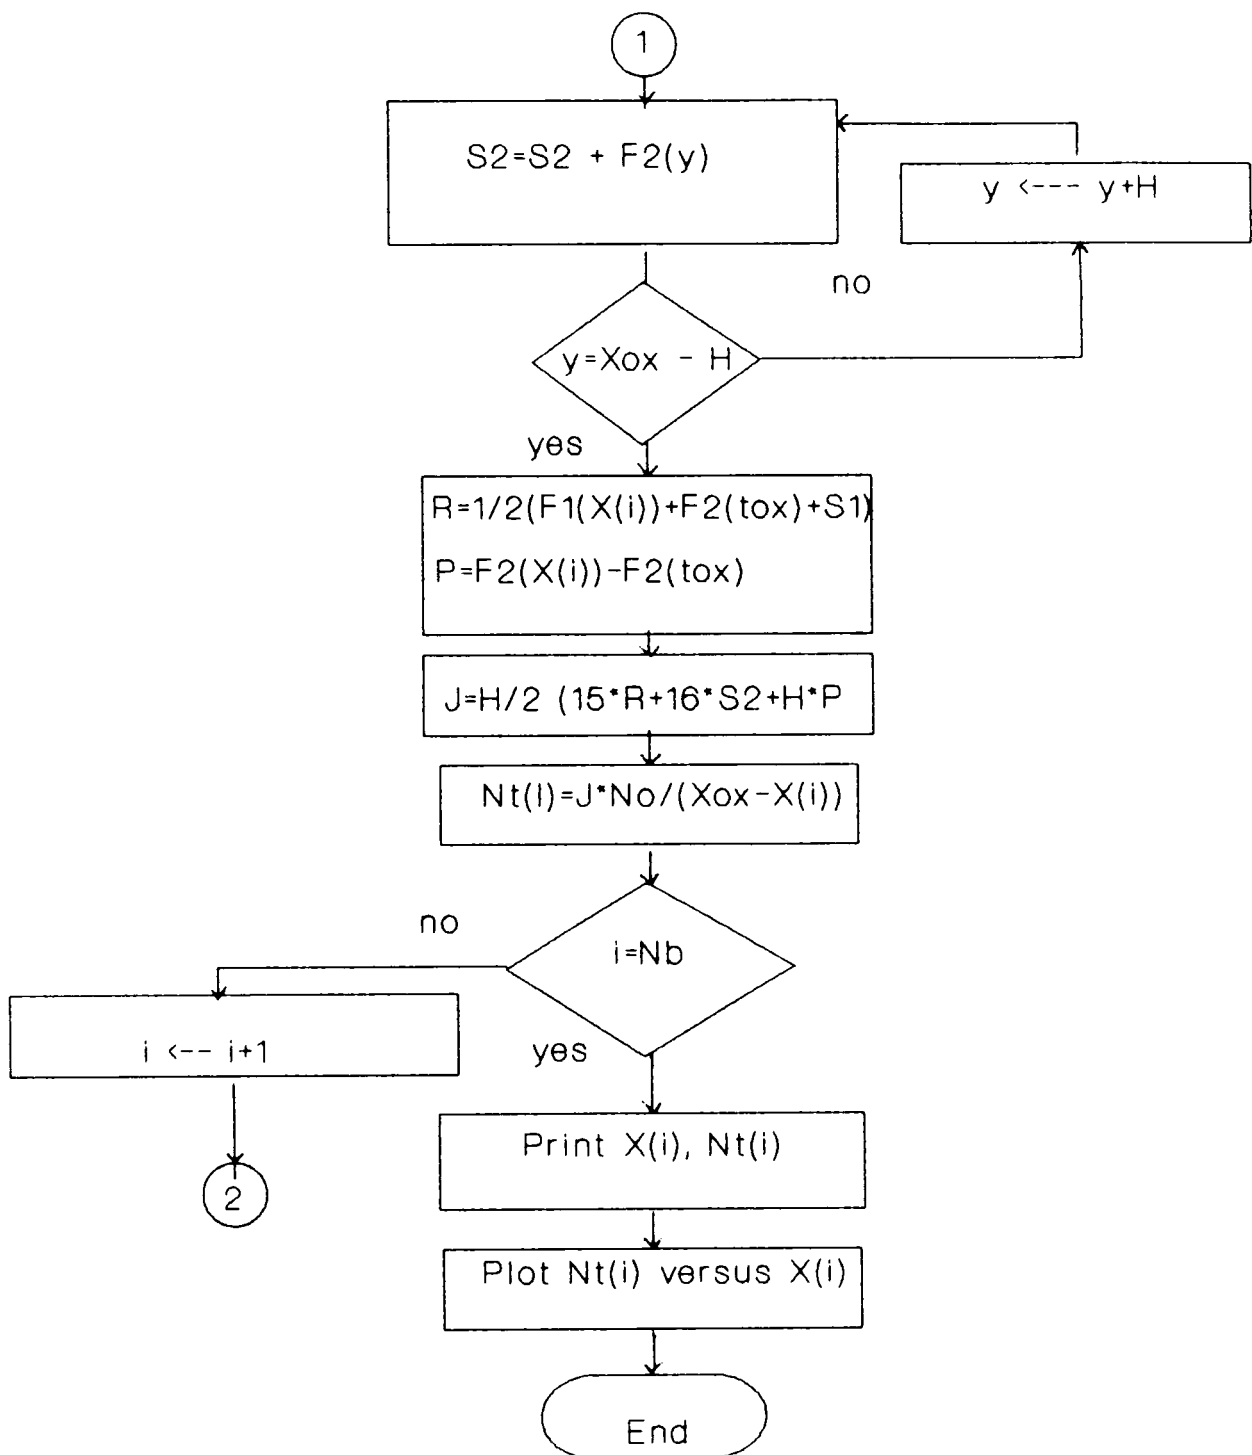 1
S2=S2 + F2(y)
y <--- y+H
no
y=Xox - H
yes
R=1/2(F1(X(i))+F2(tox)+S1)
P=F2(X(i))-F2(tox)
J=H/2 (15*R+16*S2+H*P
Nt(I)=J*No/(Xox-X(i))
no
i=Nb
i <-- i+1
yes
Print X(i), Nt(i)
2
Plot Nt(i) versus X(i)
End